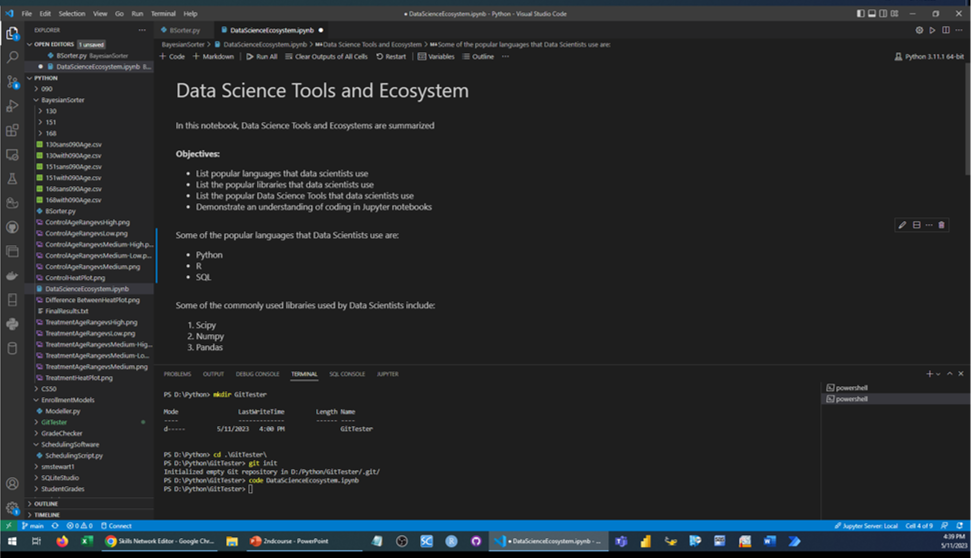 File Edit Selection View Go Run Terminal Help
DataScienceEcosystem.ipynb - Python - Visual Studio Code
EXPLORER
OPEN EDITORS 1 unsaved
BSorter.py BayesianSorter
DataScienceEcosystem.ipynb B...
PYTHON
090
BayesianSorter
130
151
168
130sans090Age.csv
130with090Age.csv
151sans090Age.csv
151with090Age.csv
168sans090Age.csv
168with090Age.csv
BSorter.py
ControlAgeRangevsHigh.png
ControlAgeRangevsLow.png
ControlAgeRangevsMedium-High.p...
ControlAgeRangevsMedium-Low.p...
ControlAgeRangevsMedium.png
ControlHeatPlot.png
DataScienceEcosystem.ipynb
Difference BetweenHeatPlot.png
FinalResults.txt
TreatmentAgeRangevsHigh.png
TreatmentAgeRangevsLow.png
TreatmentAgeRangevsMedium-Hig...
TreatmentAgeRangevsMedium-Lo...
TreatmentAgeRangevsMedium.png
TreatmentHeatPlot.png
CS50
EnrollmentModels
Modeller.py
GitTester
GradeChecker
SchedulingSoftware
SchedulingScript.py
smstewart1
SQLiteStudio
StudentGrades
OUTLINE
TIMELINE
BSorter.py DataScienceEcosystem.ipynb
BayesianSorter > DataScienceEcosystem.ipynb > Data Science Tools and Ecosystem > Some of the popular languages that Data Scientists use are:
+ Code + Markdown Run All Clear Outputs of All Cells Restart Variables Outline ...
Python 3.11.1 64-bit
Data Science Tools and Ecosystem
In this notebook, Data Science Tools and Ecosystems are summarized
Objectives:
• List popular languages that data scientists use
• List the popular libraries that data scientists use
• List the popular Data Science Tools that data scientists use
• Demonstrate an understanding of coding in Jupyter notebooks
Some of the popular languages that Data Scientists use are:
• Python
• R
• SQL
Some of the commonly used libraries used by Data Scientists include:
1. Scipy
2. Numpy
3. Pandas
PROBLEMS OUTPUT DEBUG CONSOLE TERMINAL SQL CONSOLE JUPYTER
PS D:\Python> mkdir GitTester
Mode LastWriteTime Length Name
---- ------------- ------ ----
d----- 5/11/2023 4:00 PM GitTester
PS D:\Python> cd .\GitTester\
PS D:\Python\GitTester> git init
Initialized empty Git repository in D:/Python/GitTester/.git/
PS D:\Python\GitTester> code DataScienceEcosystem.ipynb
PS D:\Python\GitTester>
powershell
powershell
main 0 0 Connect
Jupyter Server: Local Cell 4 of 9
Skills Network Editor - Google Chr...
2ndcourse - PowerPoint
DataScienceEcosystem.ipynb - ...
4:39 PM
5/11/2023